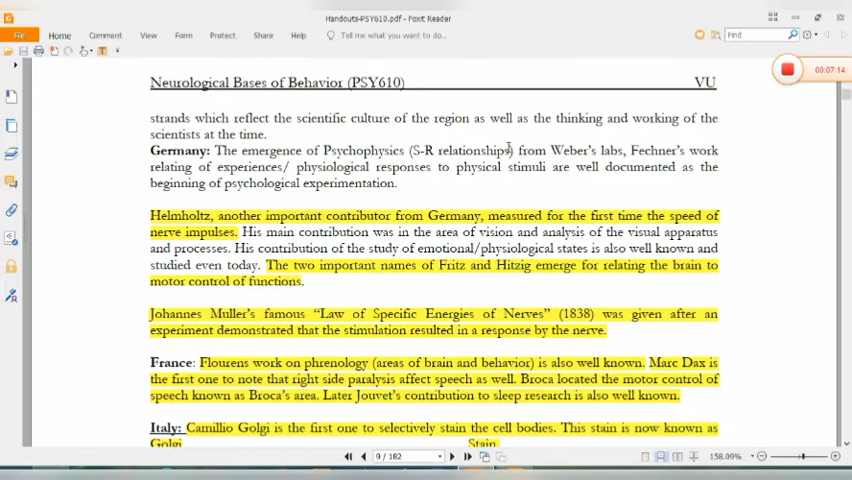 Handouts-PSY610.pdf - Foxit Reader
File Home Comment View Form Protect Share Help Tell me what you want to do... Find
00:07:14
Neurological Bases of Behavior (PSY610) VU
strands which reflect the scientific culture of the region as well as the thinking and working of the
scientists at the time.
Germany: The emergence of Psychophysics (S-R relationships) from Weber's labs, Fechner's work
relating of experiences/ physiological responses to physical stimuli are well documented as the
beginning of psychological experimentation.
Helmholtz, another important contributor from Germany, measured for the first time the speed of
nerve impulses. His main contribution was in the area of vision and analysis of the visual apparatus
and processes. His contribution of the study of emotional/physiological states is also well known and
studied even today. The two important names of Fritz and Hitzig emerge for relating the brain to
motor control of functions.
Johannes Muller's famous "Law of Specific Energies of Nerves" (1838) was given after an
experiment demonstrated that the stimulation resulted in a response by the nerve.
France: Flourens work on phrenology (areas of brain and behavior) is also well known. Marc Dax is
the first one to note that right side paralysis affect speech as well. Broca located the motor control of
speech known as Broca's area. Later Jouvet's contribution to sleep research is also well known.
Italy: Camillio Golgi is the first one to selectively stain the cell bodies. This stain is now known as
Golgi Stain.
9 / 182 158.09%